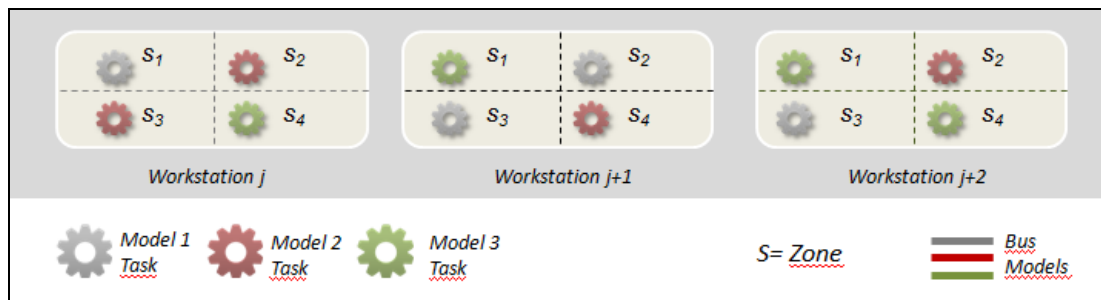 S1 S2 S1 S2 S1 S2
S3 S4 S3 S4 S3 S4
Workstation j Workstation j+1 Workstation j+2
Model 1 Model 2 Model 3 Bus
Task Task Task S= Zone Models